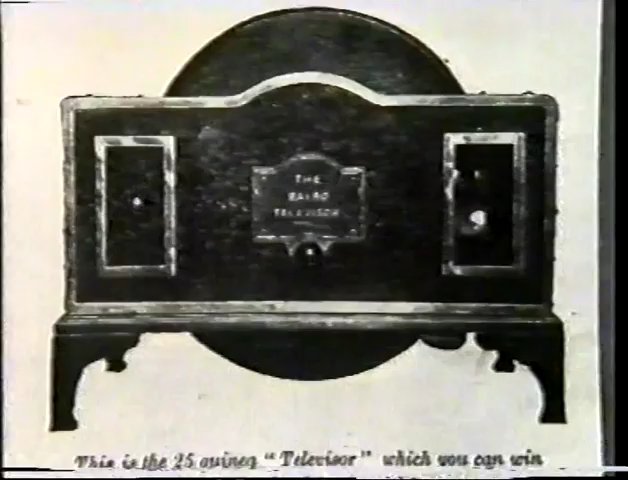 THE
BAIRD
TELEVISOR
This is the 25 guinea "Televisor" which you can win